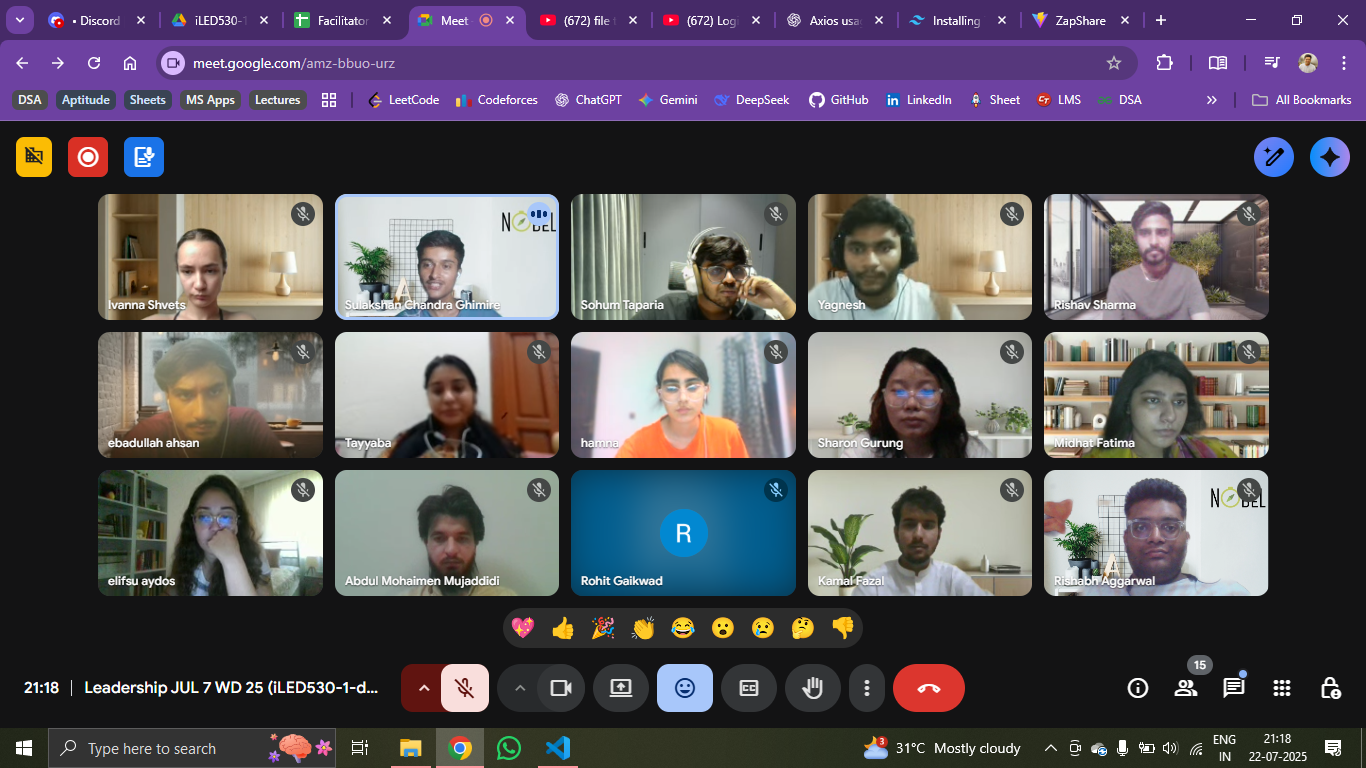 Discord
iLED530-1
Facilitator
Meet
(672) file t
(672) Log
Axios usa
Installing
ZapShare
meet.google.com/amz-bbuo-urz
DSA
Aptitude
Sheets
MS Apps
Lectures
LeetCode
Codeforces
ChatGPT
Gemini
DeepSeek
GitHub
LinkedIn
Sheet
LMS
DSA
All Bookmarks
NOBEL
Ivanna Shvets
Sulakshan Chandra Ghimire
Sohum Taparia
Yagnesh
Rishav Sharma
ebadullah ahsan
Tayyaba
hamna
Sharon Gurung
Midhat Fatima
NOBEL
R
elifsu aydos
Abdul Mohaimen Mujaddidi
Rohit Gaikwad
Kamal Fazal
Rishabh Aggarwal
15
21:18 | Leadership JUL 7 WD 25 (iLED530-1-d...
Type here to search
3
31°C Mostly cloudy
ENG
IN
21:18
22-07-2025